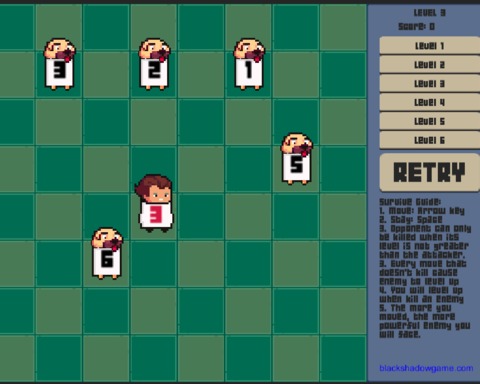 LEVEL 3
Score: 0
Level 1
3
2
1
Level 2
Level 3
Level 4
Level 5
5
Level 6
RETRY
3
6
Survive Guide:
1. Move: Arrow key
2. Stay: Space
3. Opponent can only
be killed when its
level is not greater
than the attacker.
3. Every move that
doesn't kill cause
enemy to level up
4. You will level up
when kill an enemy
5. The more you
moved, the more
powerful enemy you
will face.
blackshadowgame.com